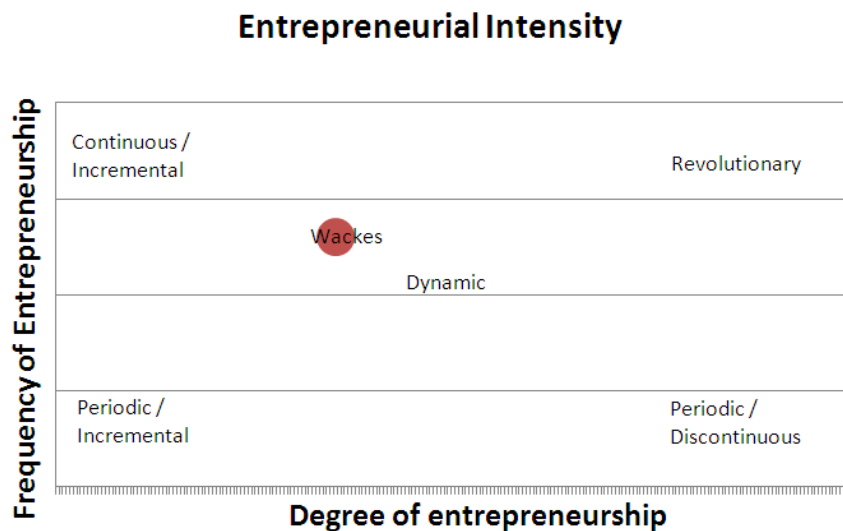 Entrepreneurial Intensity
Frequency of Entrepreneurship
Continuous /
Incremental
Revolutionary
Wackes
Dynamic
Periodic /
Incremental
Periodic /
Discontinuous
Degree of entrepreneurship